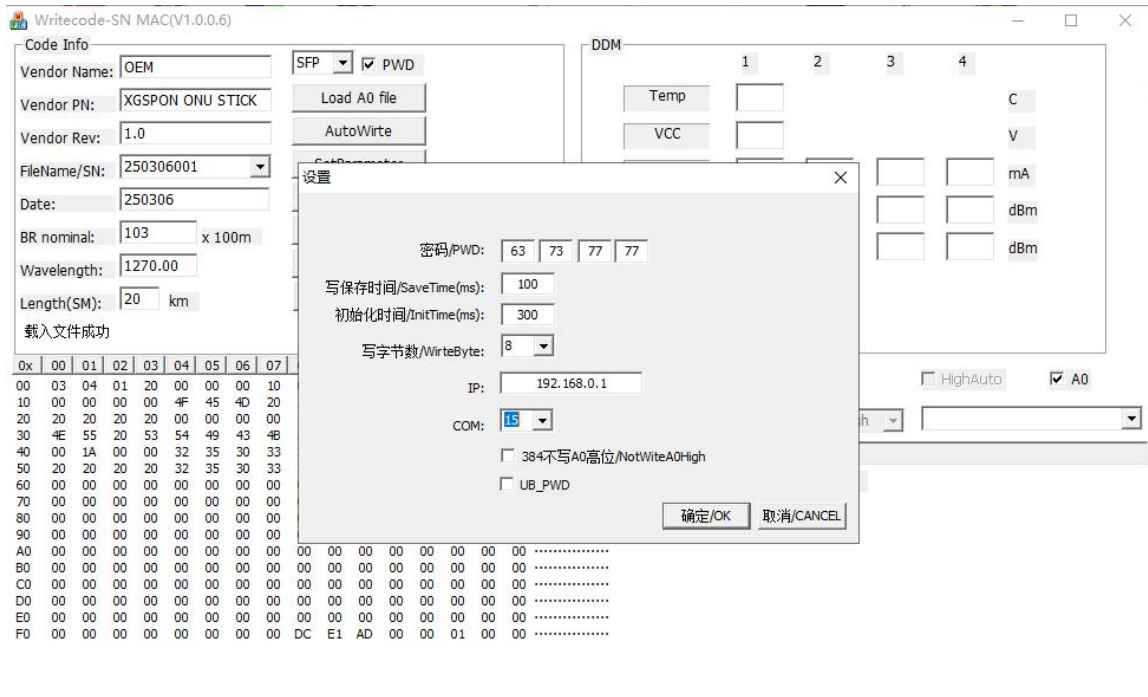 Writecode-SN MAC(V1.0.0.6)
Code Info
Vendor Name: OEM
SFP PWD
Vendor PN: XGSPON ONU STICK
Load A0 file
Vendor Rev: 1.0
AutoWirte
FileName/SN: 250306001
Date: 250306
BR nominal: 103 x 100m
Wavelength: 1270.00
Length(SM): 20 km
载入文件成功
DDM
1 2 3 4
Temp C
VCC V
mA
dBm
dBm
HighAuto A0
设置
密码/PWD: 63 73 77 77
写保存时间/SaveTime(ms): 100
初始化时间/InitTime(ms): 300
写字节数/WirteByte: 8
IP: 192.168.0.1
COM: 15
384不写A0高位/NotWiteA0High
UB_PWD
确定/OK 取消/CANCEL
0x 00 01 02 03 04 05 06 07
00 03 04 01 20 00 00 00 10
10 00 00 00 00 4F 45 4D 20
20 20 20 20 20 00 00 00 00
30 4E 55 20 53 54 49 43 4B
40 00 1A 00 00 32 35 30 33
50 20 20 20 20 32 35 30 33
60 00 00 00 00 00 00 00 00
70 00 00 00 00 00 00 00 00
80 00 00 00 00 00 00 00 00
90 00 00 00 00 00 00 00 00
A0 00 00 00 00 00 00 00 00 00 00 00 00 00 00 00 00 ................
B0 00 00 00 00 00 00 00 00 00 00 00 00 00 00 00 00 ................
C0 00 00 00 00 00 00 00 00 00 00 00 00 00 00 00 00 ................
D0 00 00 00 00 00 00 00 00 00 00 00 00 00 00 00 00 ................
E0 00 00 00 00 00 00 00 00 00 00 00 00 00 00 00 00 ................
F0 00 00 00 00 00 00 00 00 DC E1 AD 00 00 01 00 00 ................